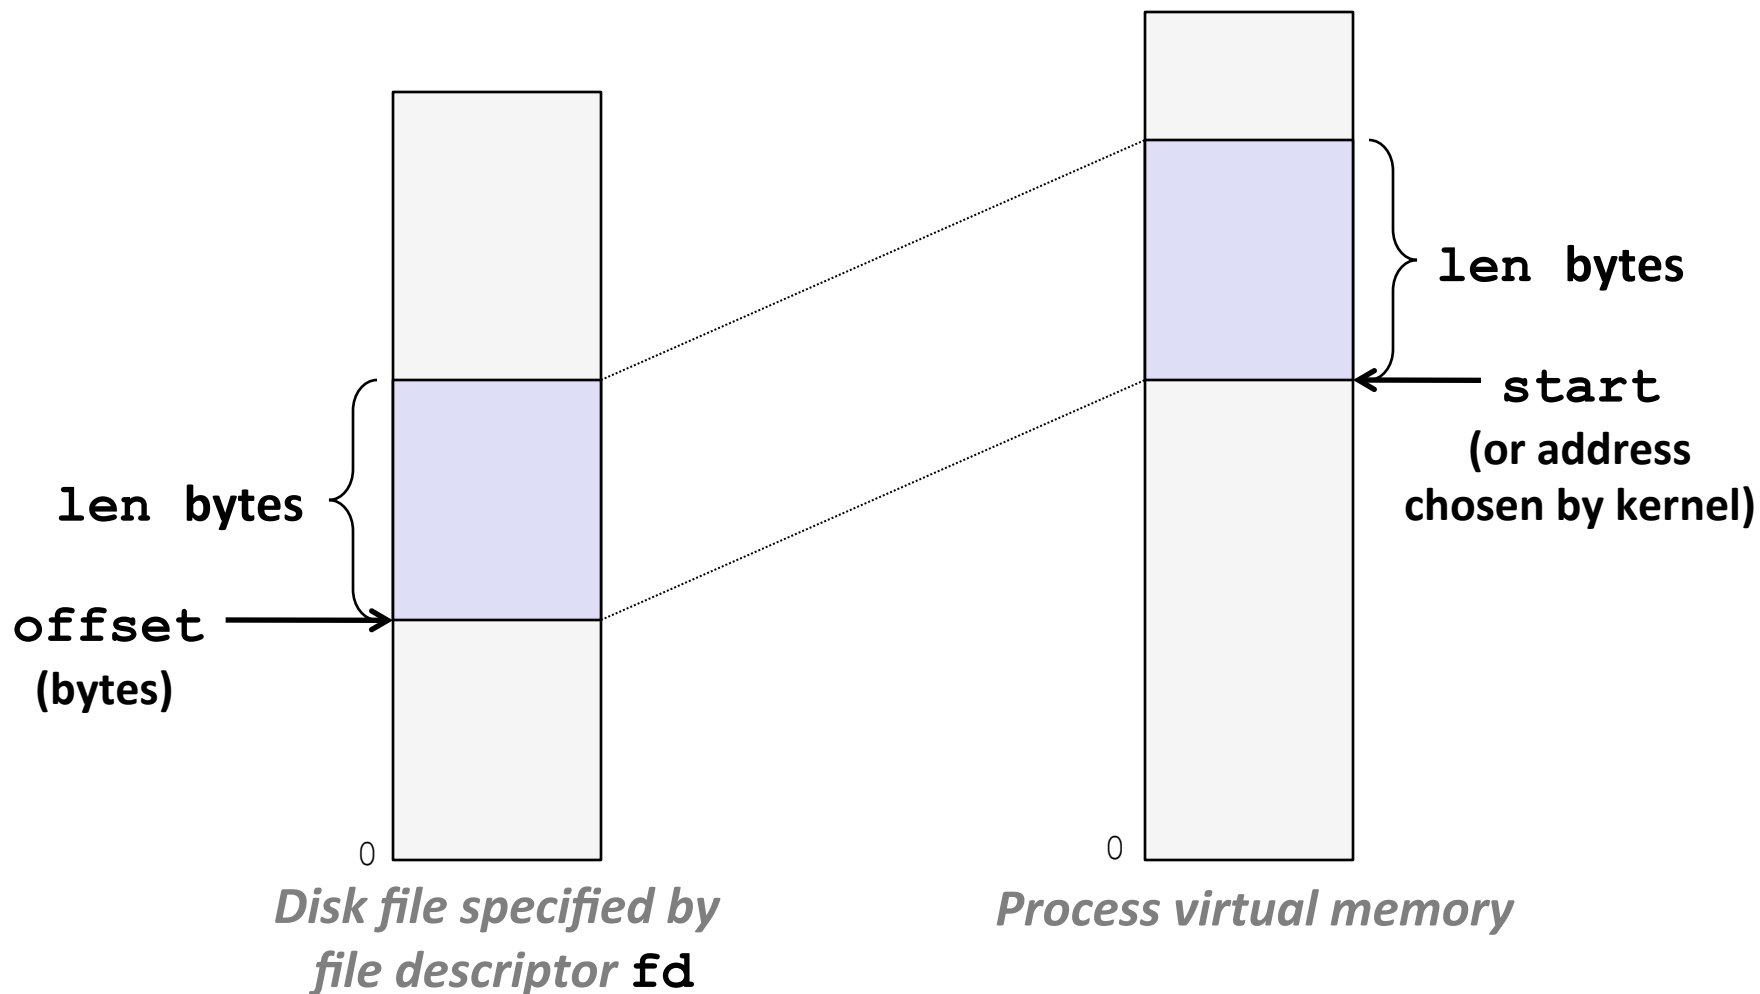 len bytes
start
(or address
chosen by kernel)
len bytes
offset
(bytes)
0
0
Disk file specified by
file descriptor fd
Process virtual memory